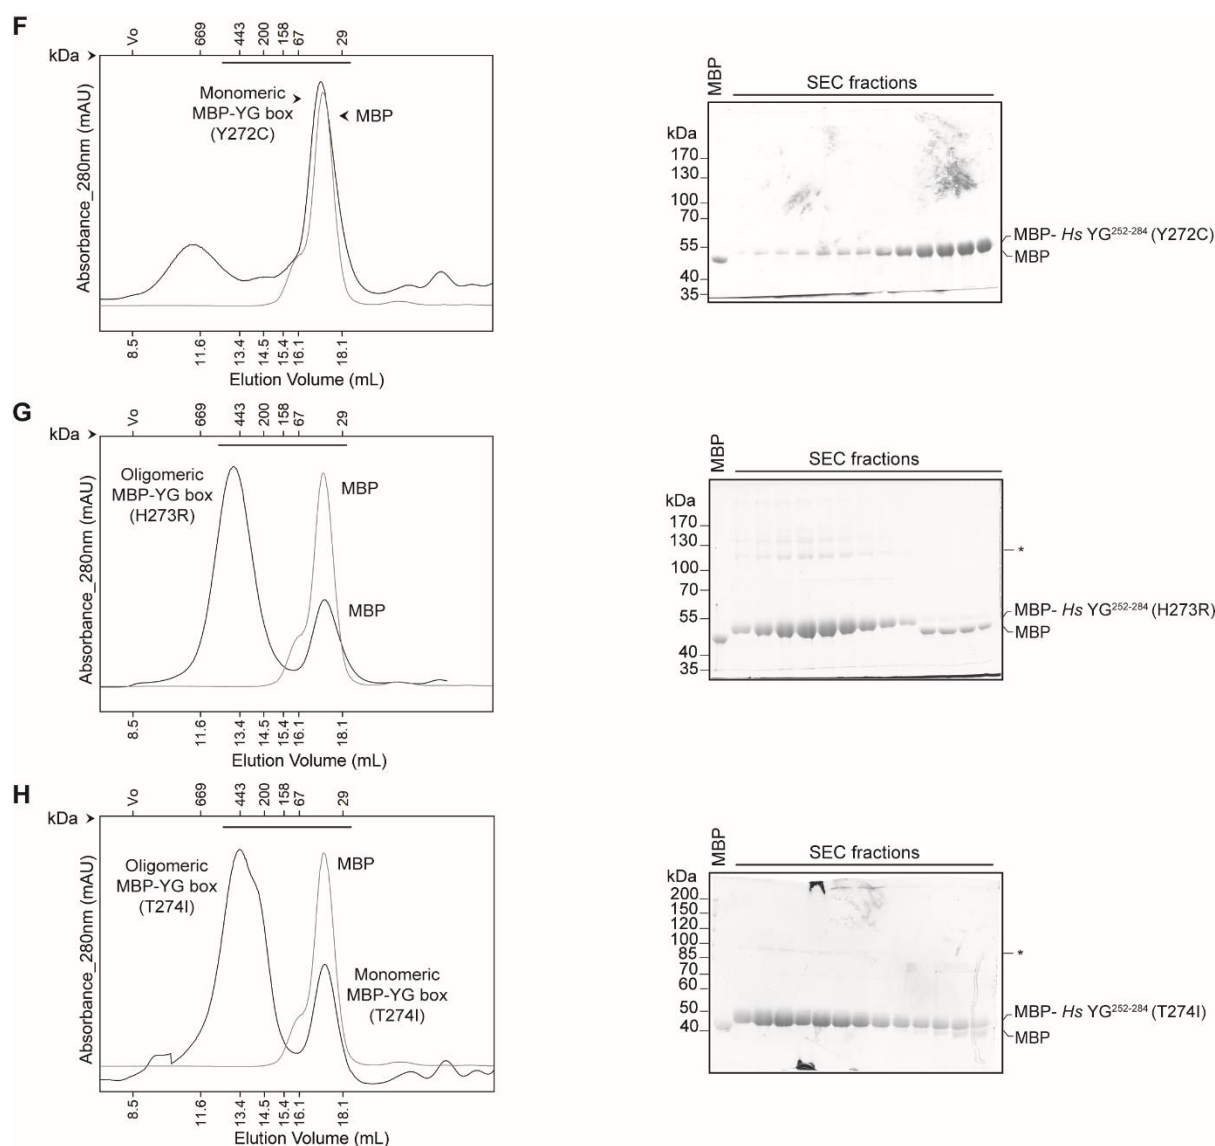 F
Vo 669 443 200 158 67 29
kDa
Absorbance_280nm (mAU)
Monomeric
MBP-YG box
(Y272C)
MBP
8.5 11.6 13.4 14.5 15.4 16.1 18.1
Elution Volume (mL)
MBP
SEC fractions
kDa
170
130
100
70
55
40
35
MBP- Hs YG252-284 (Y272C)
MBP
G
Vo 669 443 200 158 67 29
kDa
Absorbance_280nm (mAU)
Oligomeric
MBP-YG box
(H273R)
MBP
MBP
8.5 11.6 13.4 14.5 15.4 16.1 18.1
Elution Volume (mL)
MBP
SEC fractions
kDa
170
130
100
70
55
40
35
*
MBP- Hs YG252-284 (H273R)
MBP
H
Vo 669 443 200 158 67 29
kDa
Absorbance_280nm (mAU)
Oligomeric
MBP-YG box
(T274I)
MBP
Monomeric
MBP-YG box
(T274I)
8.5 11.6 13.4 14.5 15.4 16.1 18.1
Elution Volume (mL)
MBP
SEC fractions
kDa
200
150
120
100
85
70
60
50
40
*
MBP- Hs YG252-284 (T274I)
MBP